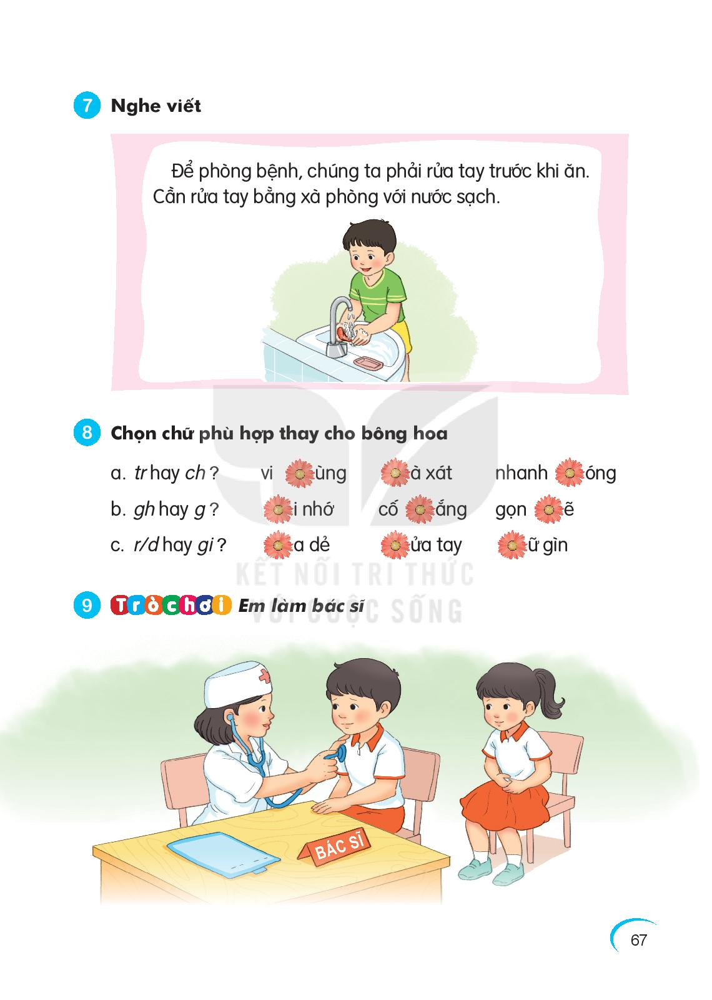 7 Nghe viết
Để phòng bệnh, chúng ta phải rửa tay trước khi ăn.
Cần rửa tay bằng xà phòng với nước sạch.
8 Chọn chữ phù hợp thay cho bông hoa
a. tr hay ch ? vi ùng à xát nhanh óng
b. gh hay g ? i nhớ cố ắng gọn ẽ
c. r/d hay gi ? a dẻ ửa tay ữ gìn
KẾT NỐI TRI THỨC
VỚI CUỘC SỐNG
9 Trò chơi Em làm bác sĩ
BÁC SĨ
67